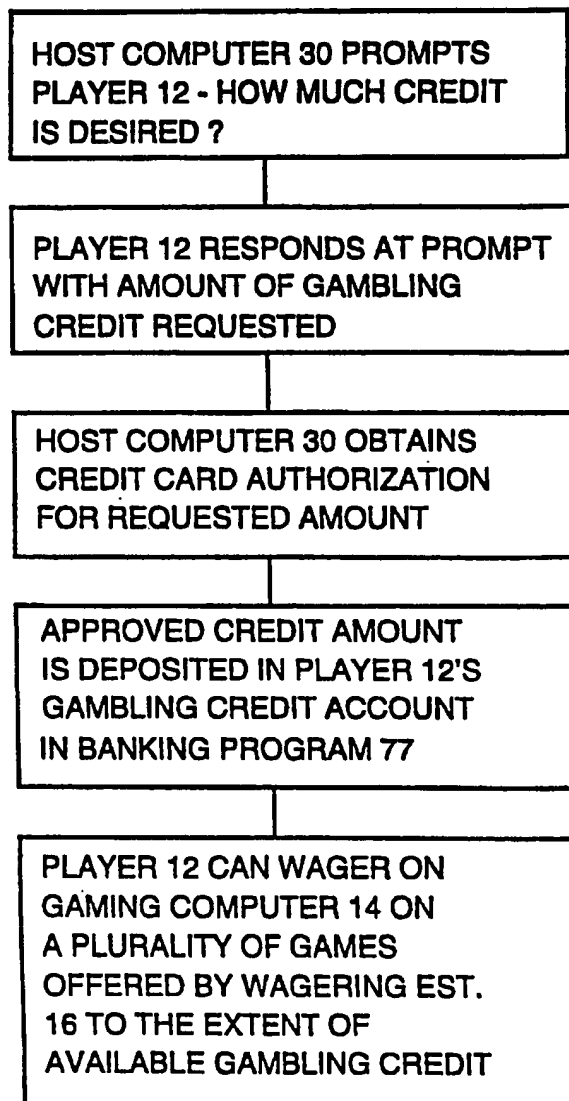 HOST COMPUTER 30 PROMPTS
PLAYER 12 - HOW MUCH CREDIT
IS DESIRED ?
PLAYER 12 RESPONDS AT PROMPT
WITH AMOUNT OF GAMBLING
CREDIT REQUESTED
HOST COMPUTER 30 OBTAINS
CREDIT CARD AUTHORIZATION
FOR REQUESTED AMOUNT
APPROVED CREDIT AMOUNT
IS DEPOSITED IN PLAYER 12'S
GAMBLING CREDIT ACCOUNT
IN BANKING PROGRAM 77
PLAYER 12 CAN WAGER ON
GAMING COMPUTER 14 ON
A PLURALITY OF GAMES
OFFERED BY WAGERING EST.
16 TO THE EXTENT OF
AVAILABLE GAMBLING CREDIT